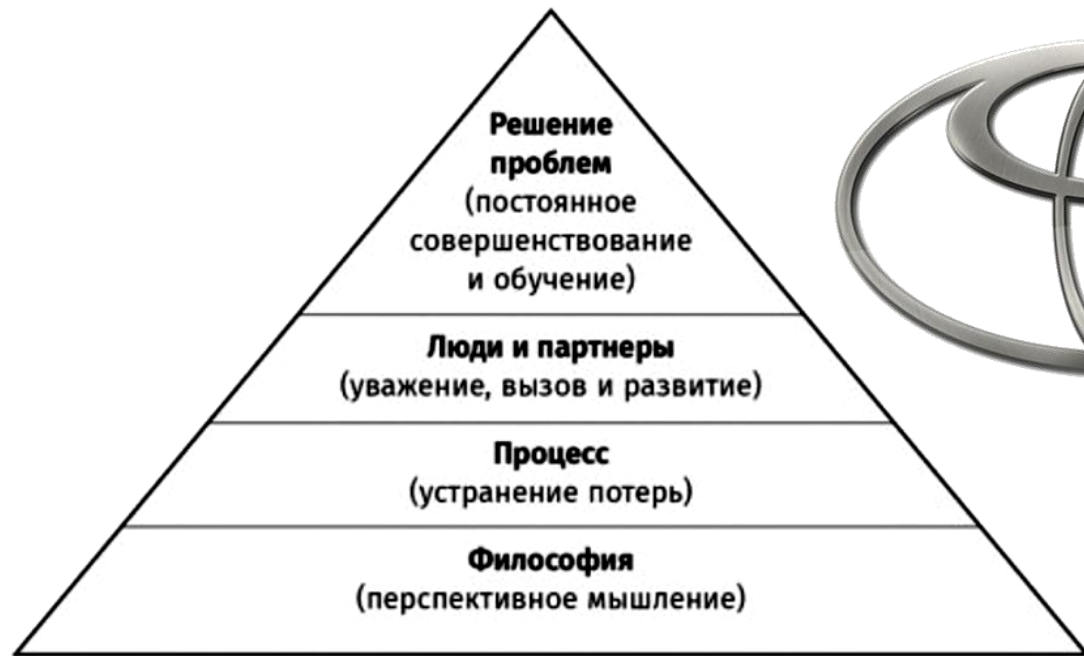 Решение
проблем
(постоянное
совершенствование
и обучение)
Люди и партнеры
(уважение, вызов и развитие)
Процесс
(устранение потерь)
Философия
(перспективное мышление)